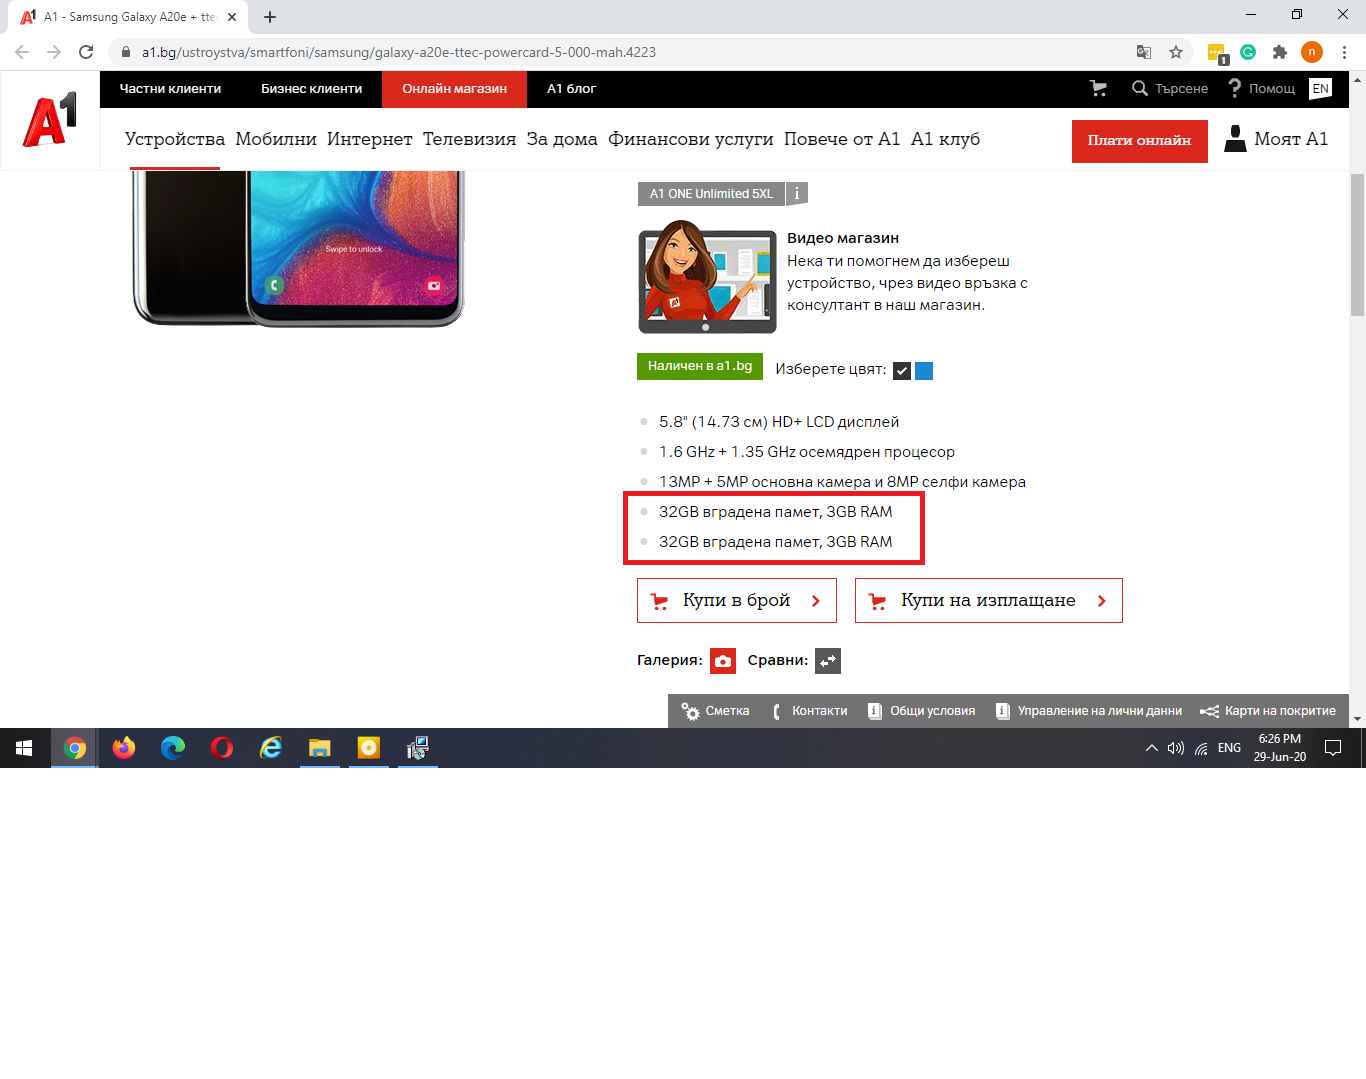 A1 - Samsung Galaxy A20e + ttec
a1.bg/ustroystva/smartfoni/samsung/galaxy-a20e-ttec-powercard-5-000-mah.4223
1
n
A1
Частни клиенти
Бизнес клиенти
Онлайн магазин
A1 блог
Търсене
Помощ
EN
Устройства
Мобилни
Интернет
Телевизия
За дома
Финансови услуги
Повече от A1
A1 клуб
Плати онлайн
Моят A1
Swipe to unlock
A1 ONE Unlimited 5XL
i
Видео магазин
Нека ти помогнем да избереш
устройство, чрез видео връзка с
консултант в наш магазин.
Наличен в a1.bg
Изберете цвят:
5.8" (14.73 см) HD+ LCD дисплей
1.6 GHz + 1.35 GHz осемядрен процесор
13MP + 5MP основна камера и 8MP селфи камера
32GB вградена памет, 3GB RAM
32GB вградена памет, 3GB RAM
Купи в брой
Купи на изплащане
Галерия:
Сравни:
Сметка
Контакти
Общи условия
Управление на лични данни
Карти на покритие
ENG
6:26 PM
29-Jun-20